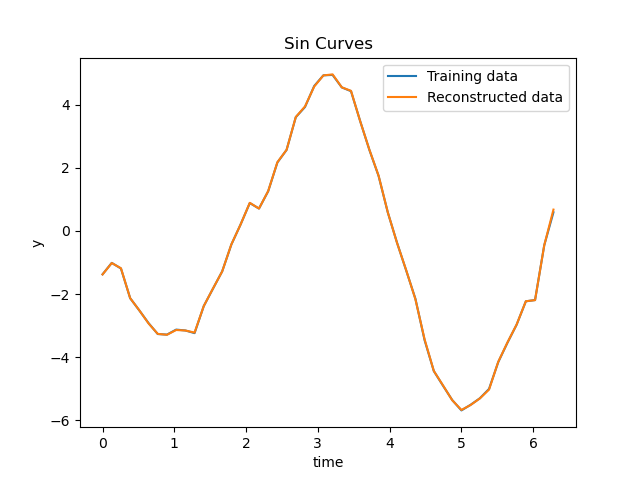 Sin Curves
Training data
Reconstructed data
4
2
0
−2
−4
−6
y
0
1
2
3
4
5
6
time